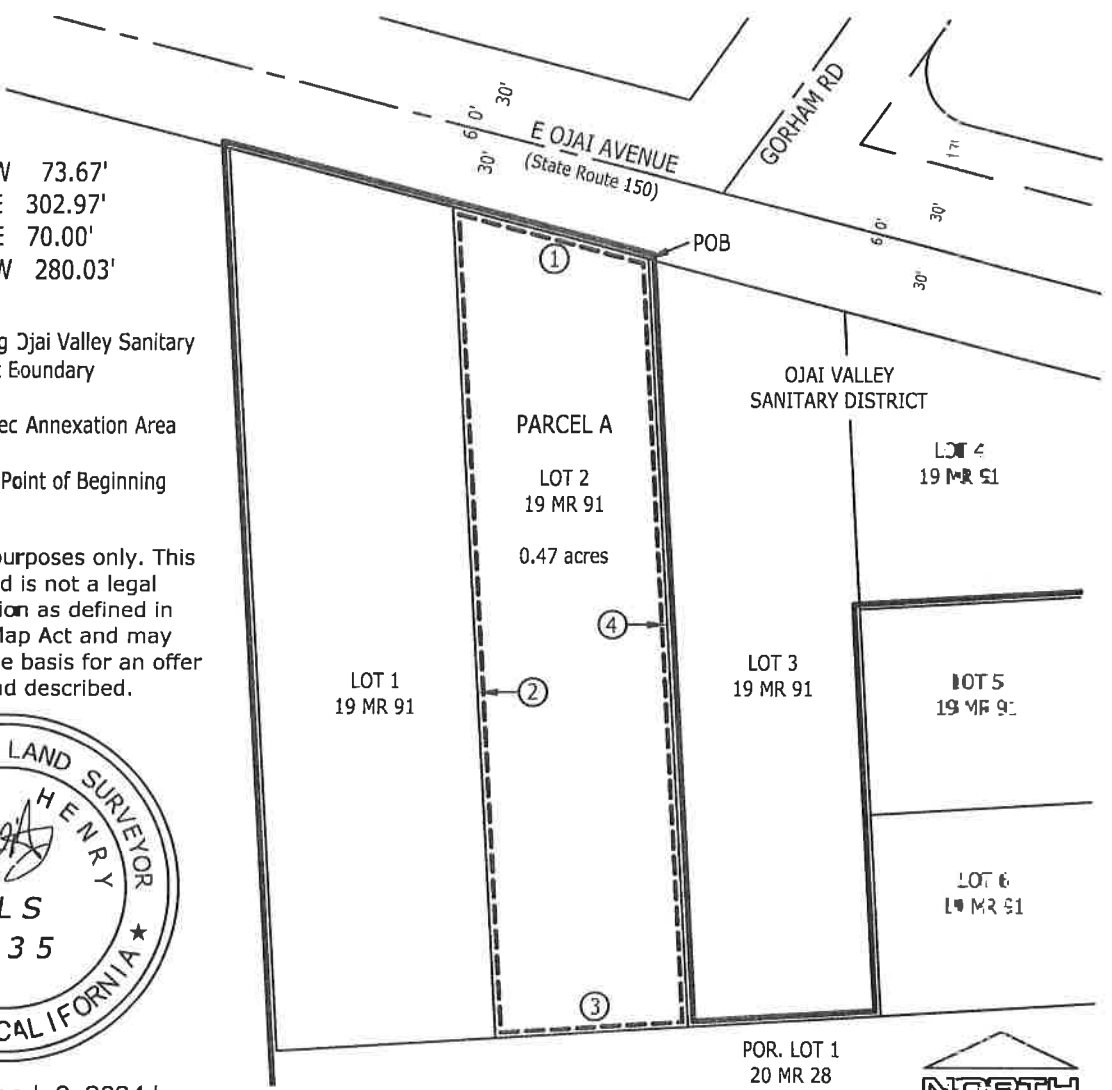 W 73.67'
E 302.97'
E 70.00'
W 280.03'
g Ojai Valley Sanitary
t Boundary
ec Annexation Area
Point of Beginning
purposes only. This
d is not a legal
ion as defined in
Map Act and may
e basis for an offer
nd described.
LAND SURVEYOR
HENRY
LS
35
CALIFORNIA ★
30'
60'
30'
E OJAI AVENUE
(State Route 150)
GORHAM RD
30'
60'
30'
POB
1
PARCEL A
LOT 2
19 MR 91
0.47 acres
4
2
3
LOT 1
19 MR 91
OJAI VALLEY
SANITARY DISTRICT
LOT 4
19 MR 91
LOT 3
19 MR 91
LOT 5
19 MR 91
LOT 6
19 MR 91
POR. LOT 1
20 MR 28
NORTH